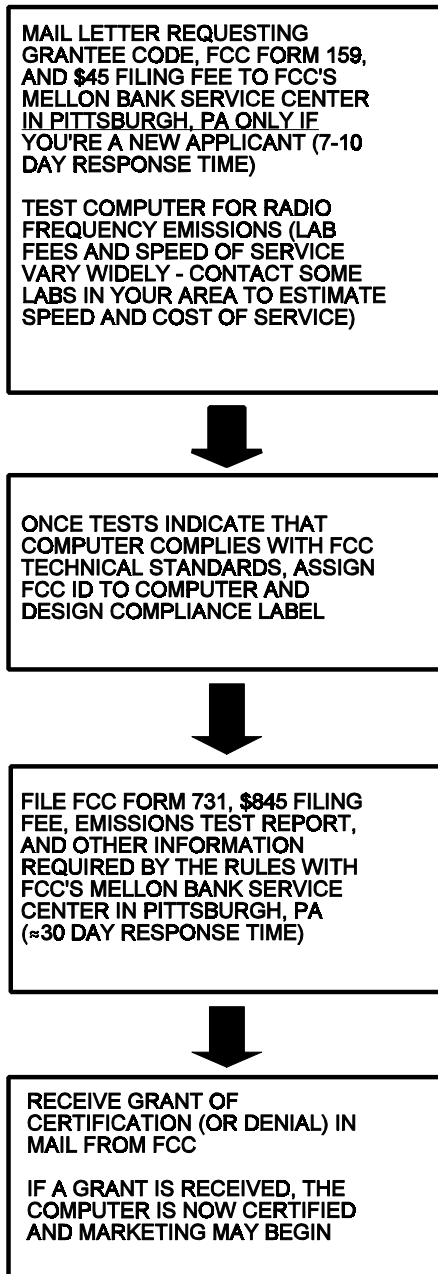 MAIL LETTER REQUESTING
GRANTEE CODE, FCC FORM 159,
AND $45 FILING FEE TO FCC'S
MELLON BANK SERVICE CENTER
IN PITTSBURGH, PA ONLY IF
YOU'RE A NEW APPLICANT (7-10
DAY RESPONSE TIME)
TEST COMPUTER FOR RADIO
FREQUENCY EMISSIONS (LAB
FEES AND SPEED OF SERVICE
VARY WIDELY - CONTACT SOME
LABS IN YOUR AREA TO ESTIMATE
SPEED AND COST OF SERVICE)
ONCE TESTS INDICATE THAT
COMPUTER COMPLIES WITH FCC
TECHNICAL STANDARDS, ASSIGN
FCC ID TO COMPUTER AND
DESIGN COMPLIANCE LABEL
FILE FCC FORM 731, $845 FILING
FEE, EMISSIONS TEST REPORT,
AND OTHER INFORMATION
REQUIRED BY THE RULES WITH
FCC'S MELLON BANK SERVICE
CENTER IN PITTSBURGH, PA
(≈30 DAY RESPONSE TIME)
RECEIVE GRANT OF
CERTIFICATION (OR DENIAL) IN
MAIL FROM FCC
IF A GRANT IS RECEIVED, THE
COMPUTER IS NOW CERTIFIED
AND MARKETING MAY BEGIN